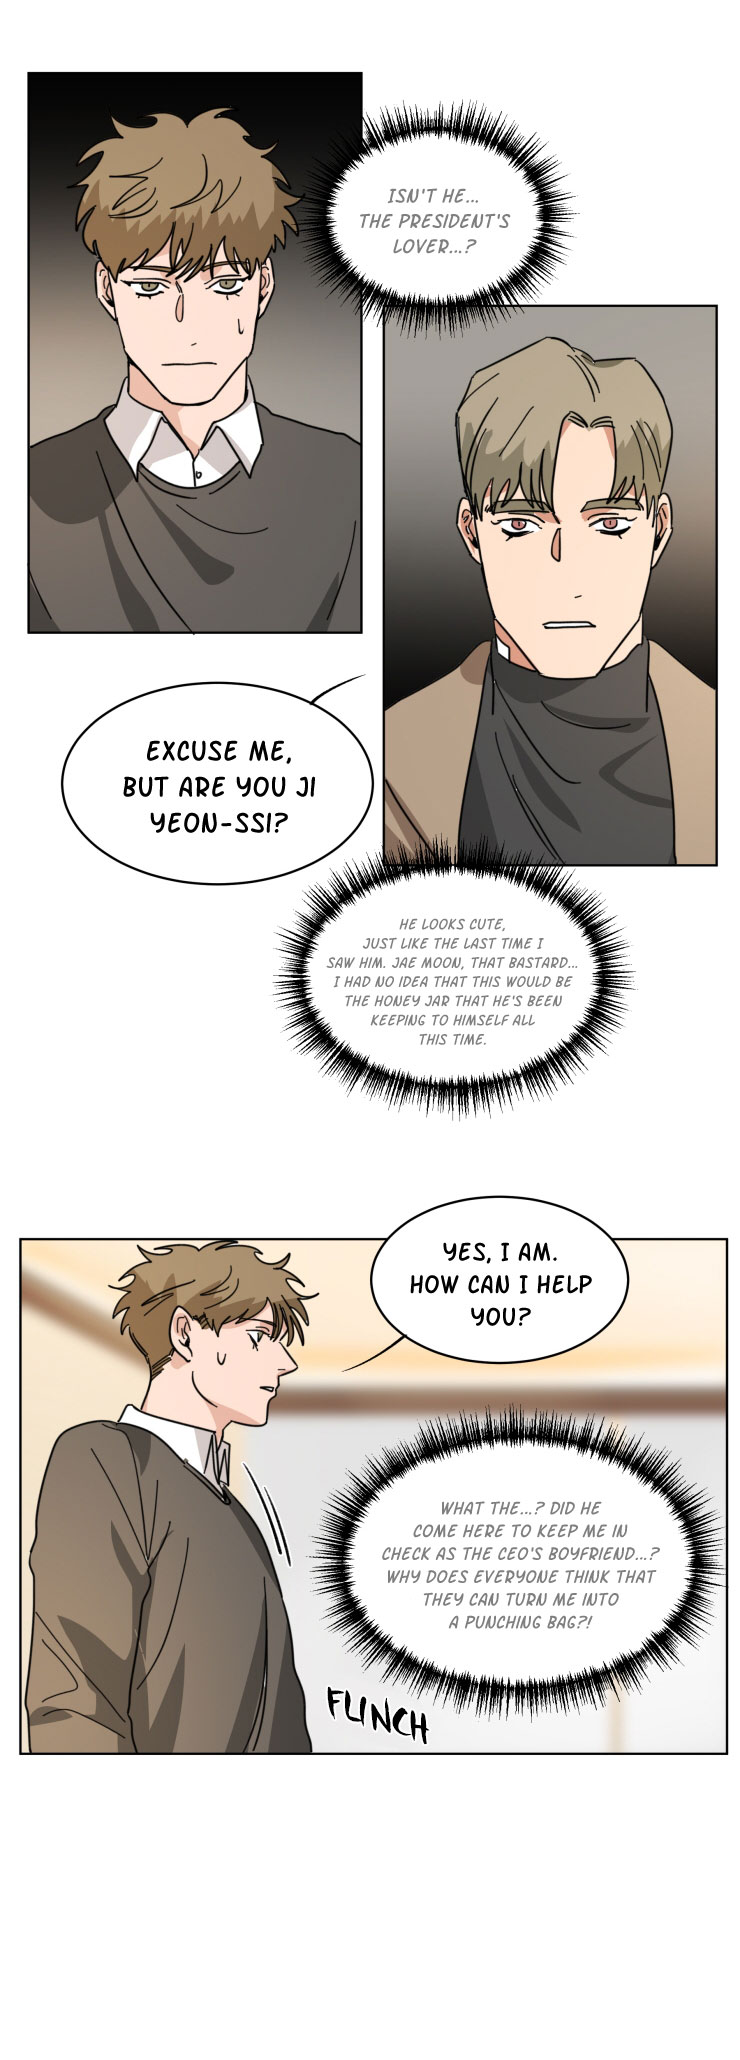 ISN'T HE...
THE PRESIDENT'S
LOVER...?
EXCUSE ME,
BUT ARE YOU JI
YEON-SSI?
HE LOOKS CUTE,
JUST LIKE THE LAST TIME I
SAW HIM. JAE MOON, THAT BASTARD...
I HAD NO IDEA THAT THIS WOULD BE
THE HONEY JAR THAT HE'S BEEN
KEEPING TO HIMSELF ALL
THIS TIME.
YES, I AM.
HOW CAN I HELP
YOU?
WHAT THE...? DID HE
COME HERE TO KEEP ME IN
CHECK AS THE CEO'S BOYFRIEND...?
WHY DOES EVERYONE THINK THAT
THEY CAN TURN ME INTO
A PUNCHING BAG?!
FLINCH